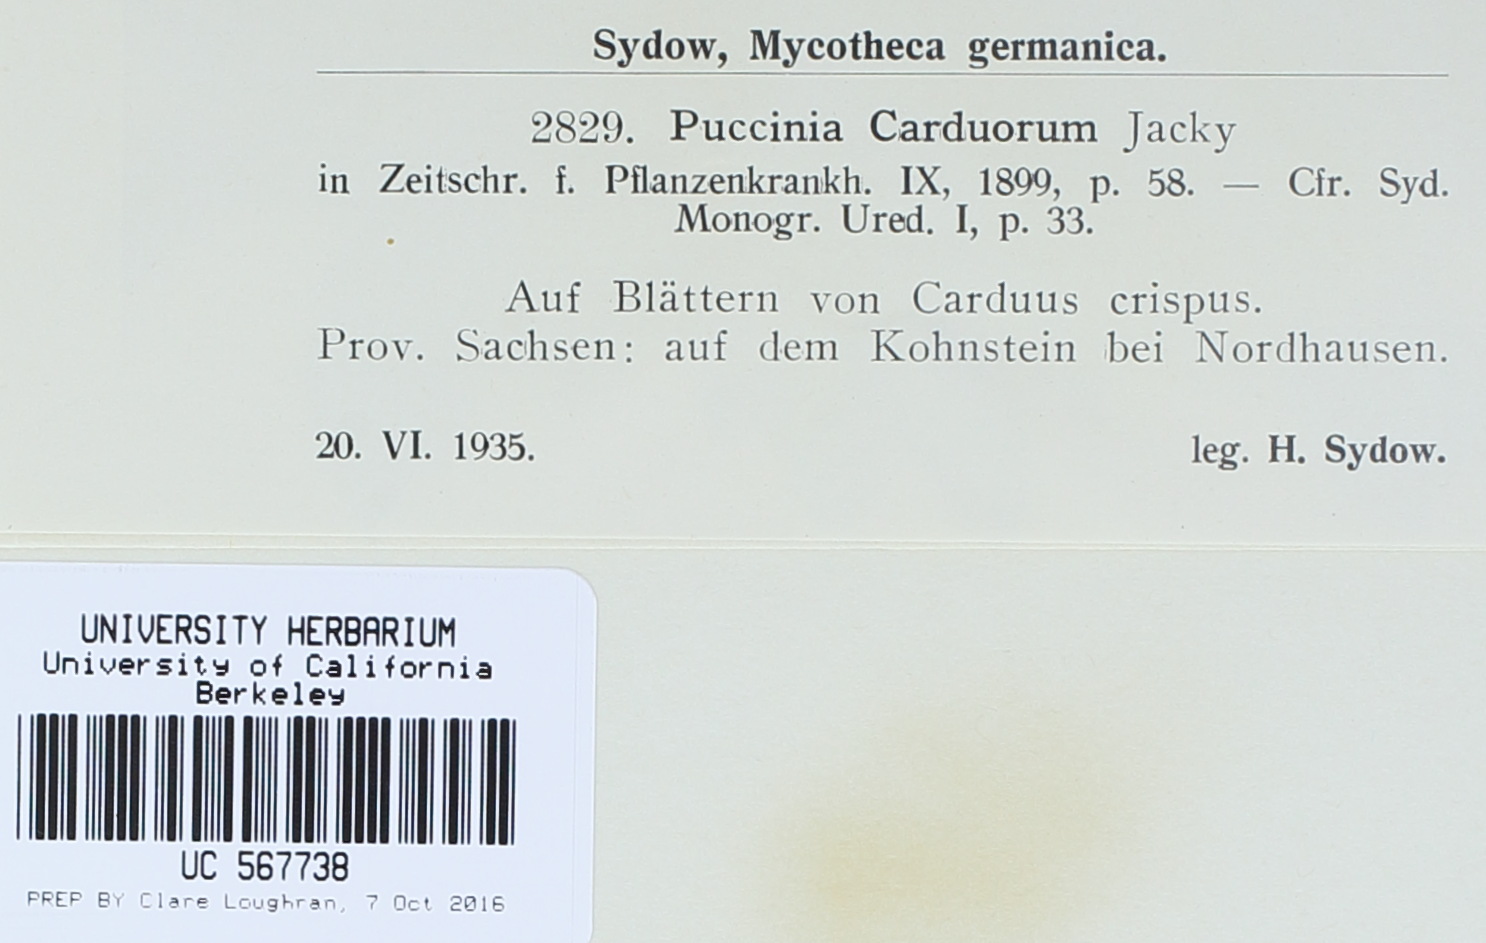 Sydow, Mycotheca germanica.
2829. Puccinia Carduorum Jacky
in Zeitschr. f. Pflanzenkrankh. IX, 1899, p. 58. — Cfr. Syd.
Monogr. Ured. I, p. 33.
Auf Blättern von Carduus crispus.
Prov. Sachsen: auf dem Kohnstein bei Nordhausen.
20. VI. 1935. leg. H. Sydow.
UNIVERSITY HERBARIUM
University of California
Berkeley
UC 567738
PREP BY Clare Loughran, 7 Oct 2016